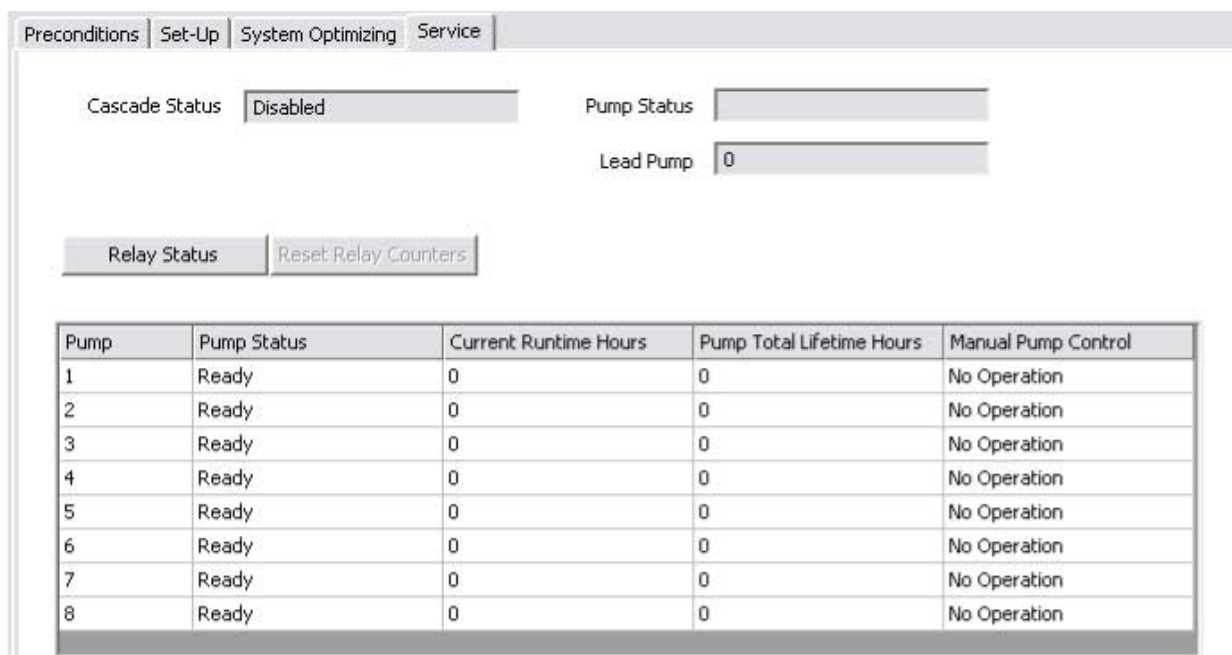 Preconditions Set-Up System Optimizing Service
Cascade Status Disabled Pump Status
Lead Pump 0
Relay Status Reset Relay Counters
Pump Pump Status Current Runtime Hours Pump Total Lifetime Hours Manual Pump Control
1 Ready 0 0 No Operation
2 Ready 0 0 No Operation
3 Ready 0 0 No Operation
4 Ready 0 0 No Operation
5 Ready 0 0 No Operation
6 Ready 0 0 No Operation
7 Ready 0 0 No Operation
8 Ready 0 0 No Operation